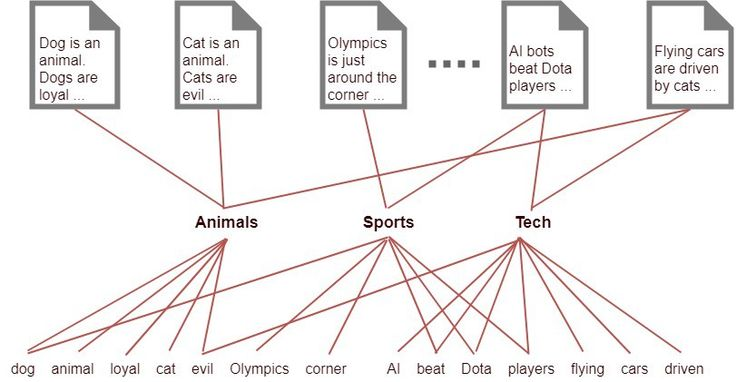 Dog is an
animal.
Dogs are
loyal ...
Cat is an
animal.
Cats are
evil ...
Olympics
is just
around the
corner ...
AI bots
beat Dota
players ...
Flying cars
are driven
by cats ...
Animals
Sports
Tech
dog animal loyal cat evil Olympics corner AI beat Dota players flying cars driven